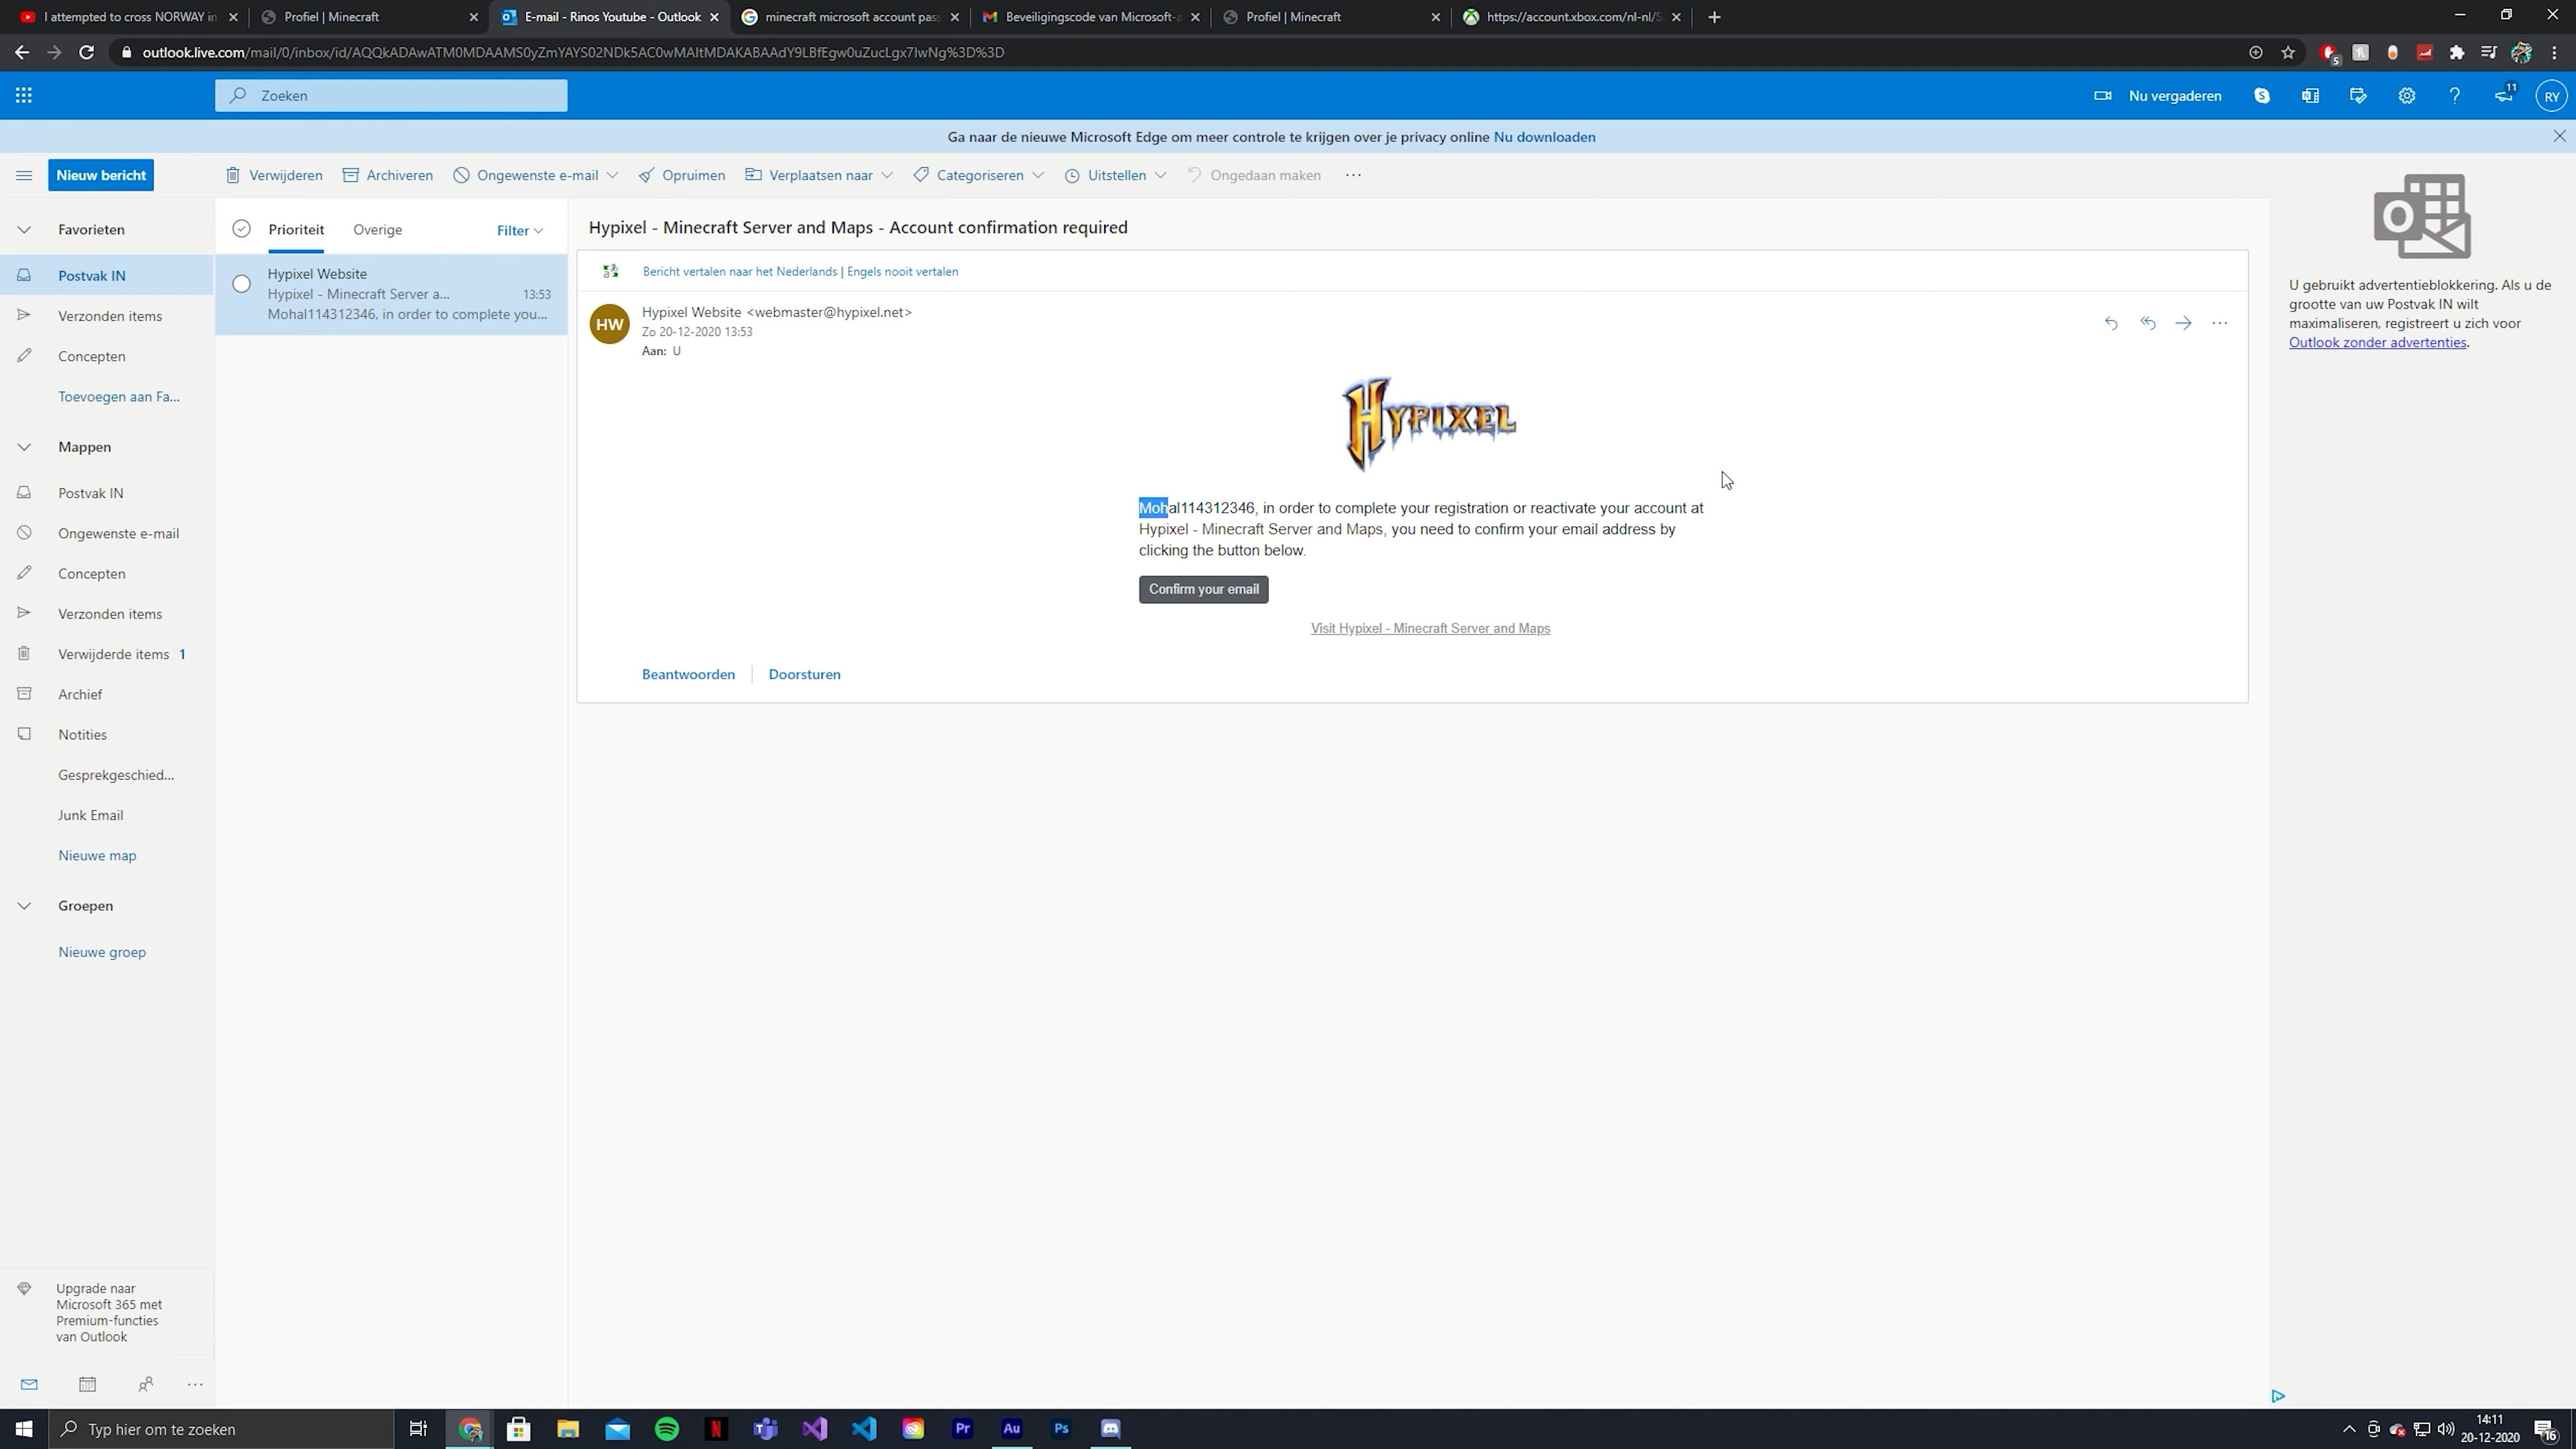 I attempted to cross NORWAY in
Profiel | Minecraft
E-mail - Rinos Youtube - Outlook
minecraft microsoft account pass
Beveiligingscode van Microsoft-a
Profiel | Minecraft
https://account.xbox.com/nl-nl/S
outlook.live.com/mail/0/inbox/id/AQQkADAwATM0MDAAMS0yZmYAYS02NDk5AC0wMAItMDAKABAAdY9LBfEgw0uZucLgx7IwNg%3D%3D
5
Zoeken
Nu vergaderen
11
RY
Ga naar de nieuwe Microsoft Edge om meer controle te krijgen over je privacy online Nu downloaden
Nieuw bericht
Verwijderen
Archiveren
Ongewenste e-mail
Opruimen
Verplaatsen naar
Categoriseren
Uitstellen
Ongedaan maken
Favorieten
Postvak IN
Verzonden items
Concepten
Toevoegen aan Fa...
Mappen
Postvak IN
Ongewenste e-mail
Concepten
Verzonden items
Verwijderde items 1
Archief
Notities
Gesprekgeschied...
Junk Email
Nieuwe map
Groepen
Nieuwe groep
Upgrade naar
Microsoft 365 met
Premium-functies
van Outlook
Prioriteit
Overige
Filter
Hypixel Website
Hypixel - Minecraft Server a... 13:53
Mohal114312346, in order to complete you...
Hypixel - Minecraft Server and Maps - Account confirmation required
Bericht vertalen naar het Nederlands | Engels nooit vertalen
HW
Hypixel Website <webmaster@hypixel.net>
Zo 20-12-2020 13:53
Aan: U
HYPIXEL
Mohal114312346, in order to complete your registration or reactivate your account at
Hypixel - Minecraft Server and Maps, you need to confirm your email address by
clicking the button below.
Confirm your email
Visit Hypixel - Minecraft Server and Maps
Beantwoorden
Doorsturen
U gebruikt advertentieblokkering. Als u de
grootte van uw Postvak IN wilt
maximaliseren, registreert u zich voor
Outlook zonder advertenties.
Typ hier om te zoeken
Pr
Au
Ps
14:11
20-12-2020
16